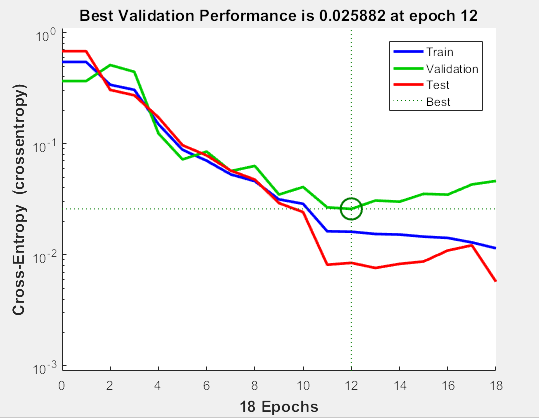 Best Validation Performance is 0.025882 at epoch 12
Cross-Entropy (crossentropy)
10^0
10^-1
10^-2
10^-3
Train
Validation
Test
Best
0 2 4 6 8 10 12 14 16 18
18 Epochs